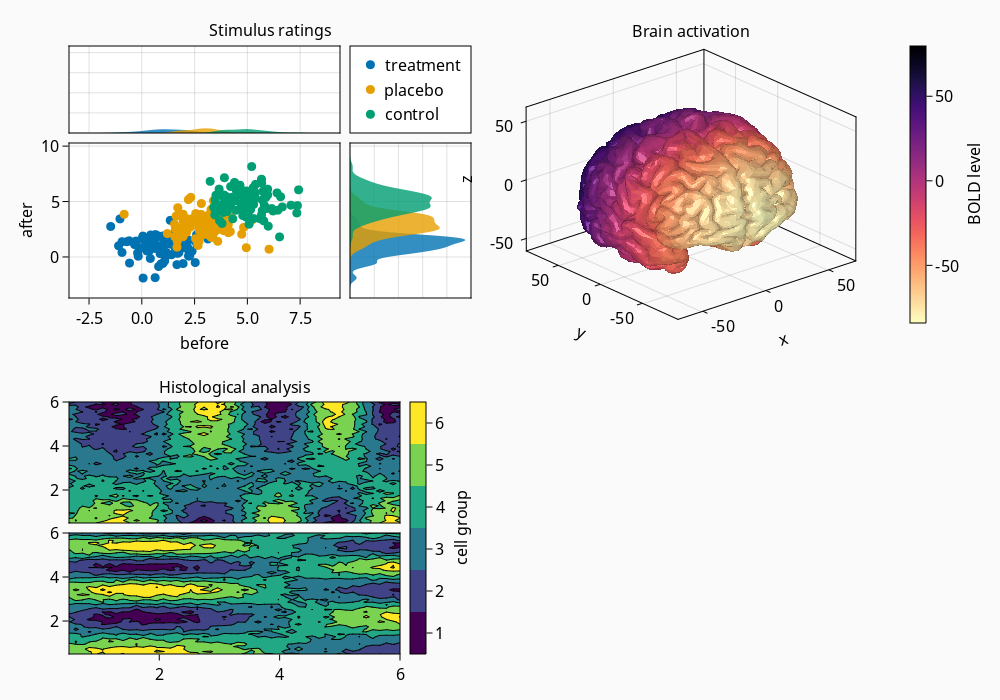 Stimulus ratings
treatment
placebo
control
10
5
0
after
-2.5 0.0 2.5 5.0 7.5
before
Brain activation
z
50
0
-50
50
0
-50
y
-50
0
50
x
50
0
-50
BOLD level
Histological analysis
6
4
2
6
4
2
2 4 6
6
5
4
3
2
1
cell group